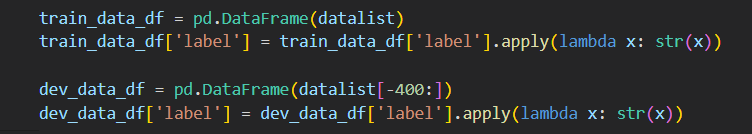 train_data_df = pd.DataFrame(datalist)
train_data_df['label'] = train_data_df['label'].apply(lambda x: str(x))
dev_data_df = pd.DataFrame(datalist[-400:])
dev_data_df['label'] = dev_data_df['label'].apply(lambda x: str(x))